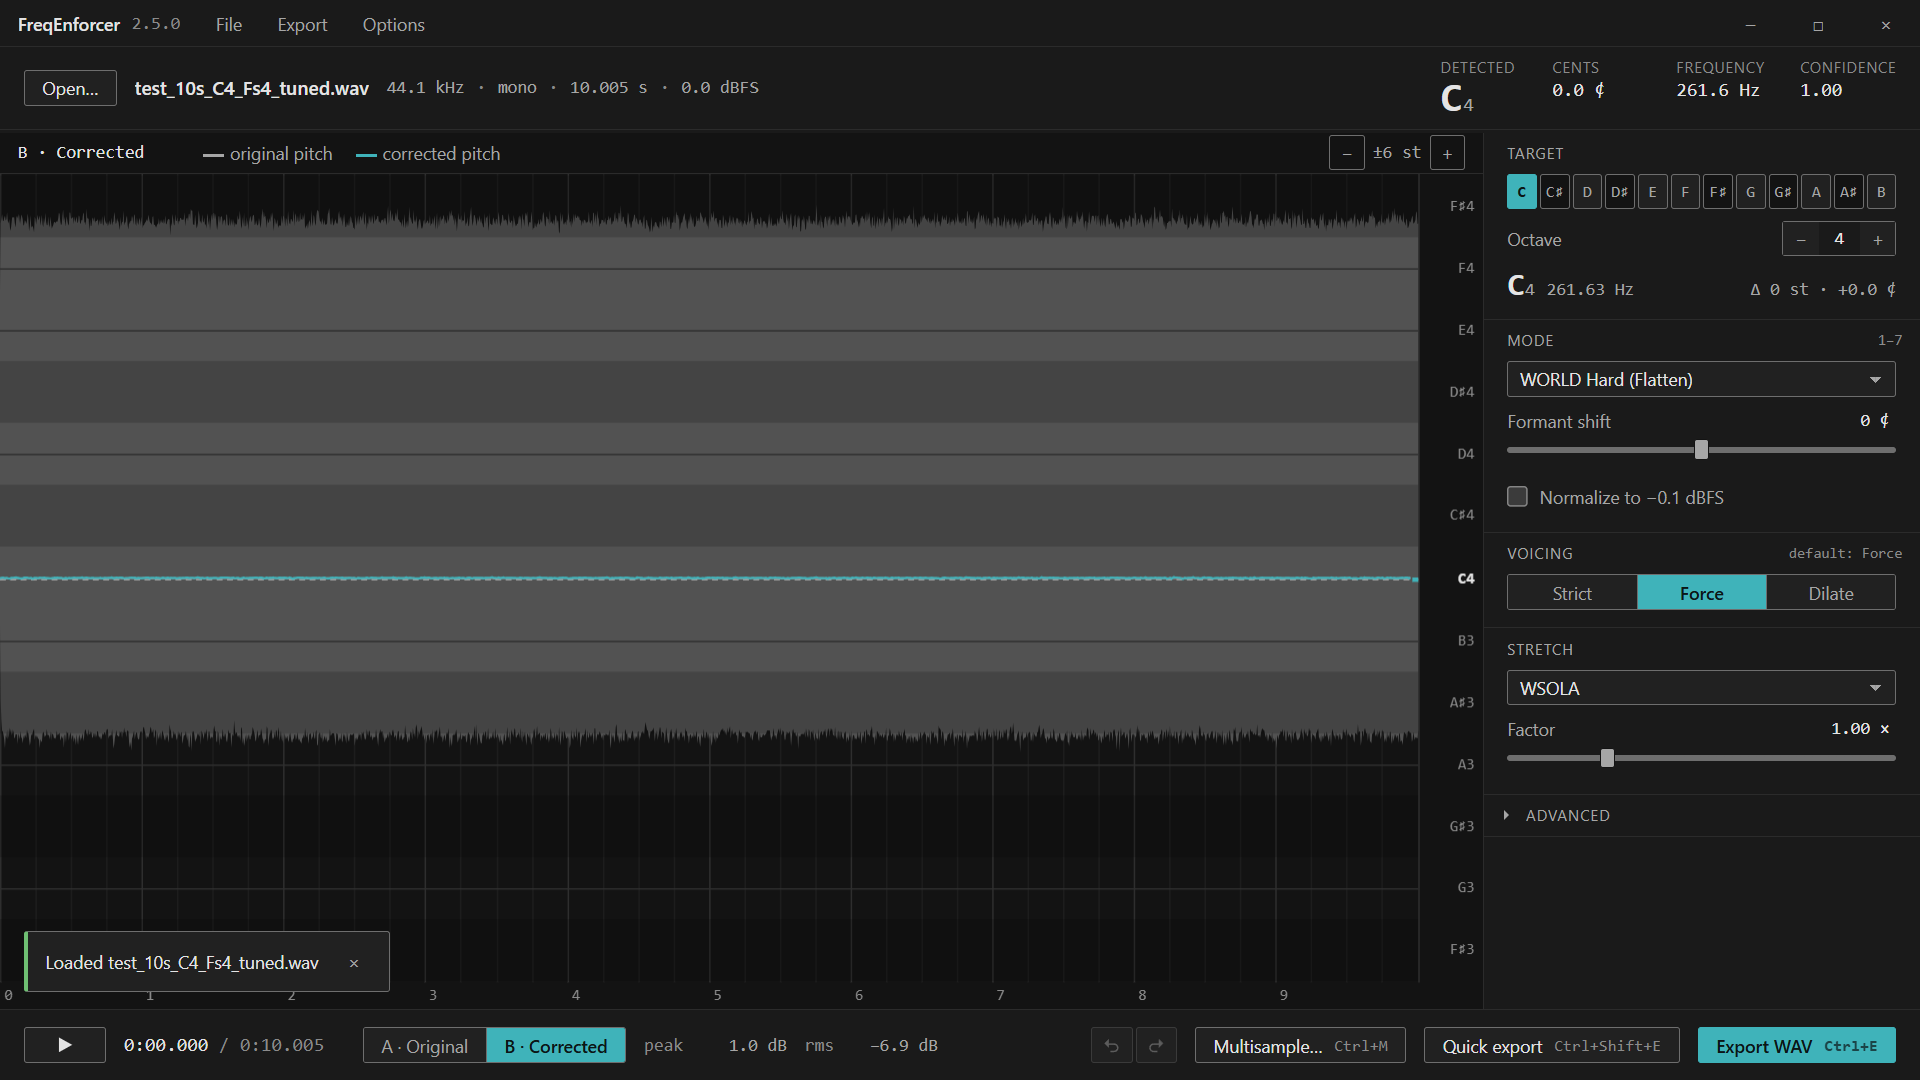 FreqEnforcer 2.5.0 File Export Options
Open... test_10s_C4_Fs4_tuned.wav 44.1 kHz · mono · 10.005 s · 0.0 dBFS
DETECTED CENTS FREQUENCY CONFIDENCE
C4 0.0 ¢ 261.6 Hz 1.00
B · Corrected original pitch corrected pitch − ±6 st +
F♯4
F4
E4
D♯4
D4
C♯4
C4
B3
A♯3
A3
G♯3
G3
F♯3
0 1 2 3 4 5 6 7 8 9
Loaded test_10s_C4_Fs4_tuned.wav ×
TARGET
C C♯ D D♯ E F F♯ G G♯ A A♯ B
Octave − 4 +
C4 261.63 Hz Δ 0 st · +0.0 ¢
MODE 1–7
WORLD Hard (Flatten)
Formant shift 0 ¢
Normalize to −0.1 dBFS
VOICING default: Force
Strict Force Dilate
STRETCH
WSOLA
Factor 1.00 ×
ADVANCED
0:00.000 / 0:10.005 A · Original B · Corrected peak 1.0 dB rms −6.9 dB Multisample... Ctrl+M Quick export Ctrl+Shift+E Export WAV Ctrl+E